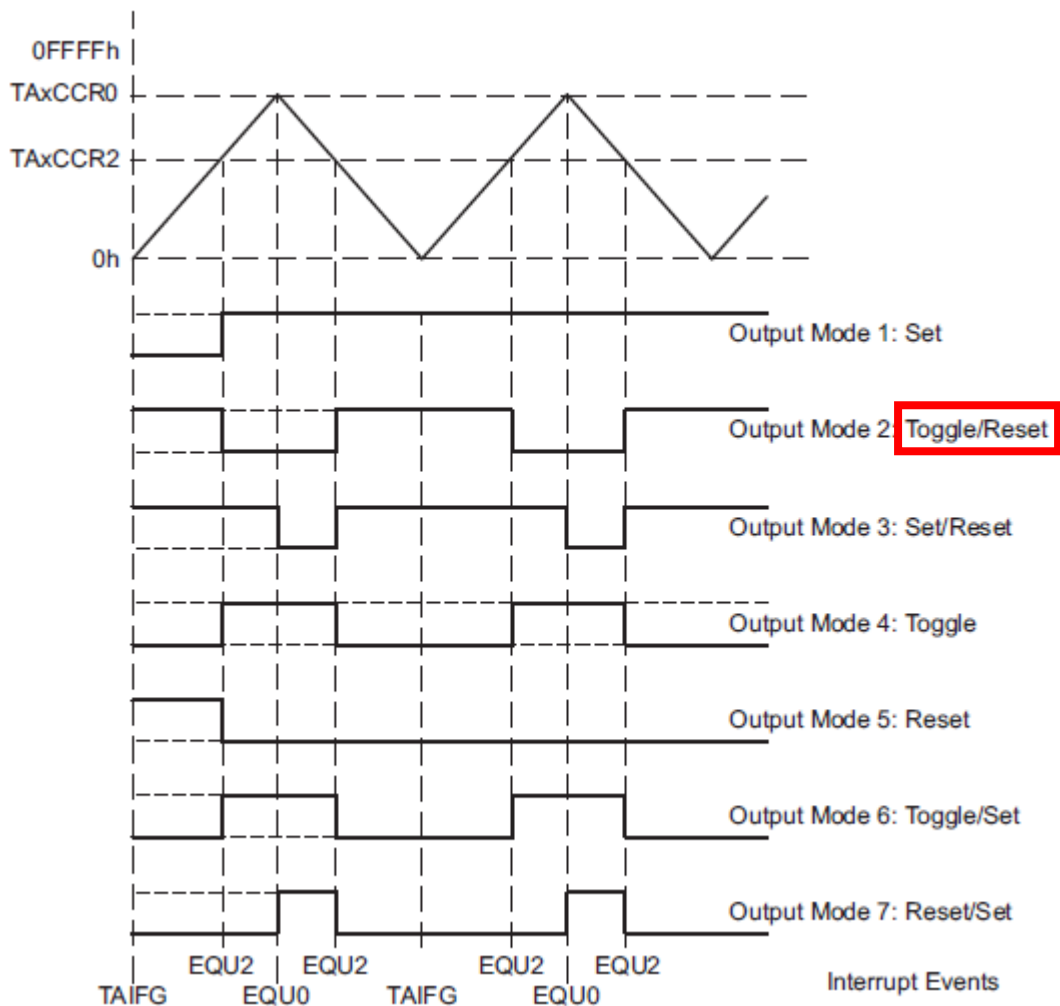 0FFFFh
TAxCCR0
TAxCCR2
0h
Output Mode 1: Set
Output Mode 2: Toggle/Reset
Output Mode 3: Set/Reset
Output Mode 4: Toggle
Output Mode 5: Reset
Output Mode 6: Toggle/Set
Output Mode 7: Reset/Set
EQU2 EQU2 EQU2 EQU2
TAIFG EQU0 TAIFG EQU0 Interrupt Events